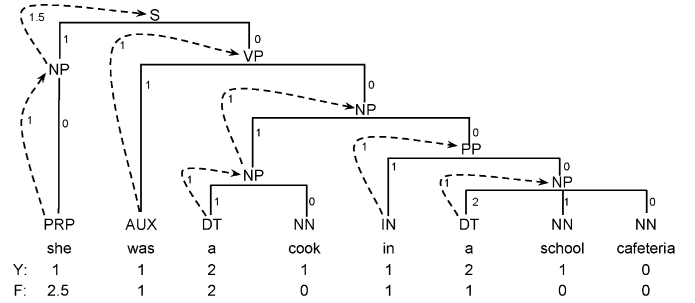 S
1.5
1 0
1 VP
NP
1 0
1 NP
1 0
1 0
1 PP
1 0
NP
1 1 NP
1 0 2 1 0
PRP AUX DT NN IN DT NN NN
she was a cook in a school cafeteria
Y: 1 1 2 1 1 2 1 0
F: 2.5 1 2 0 1 1 0 0